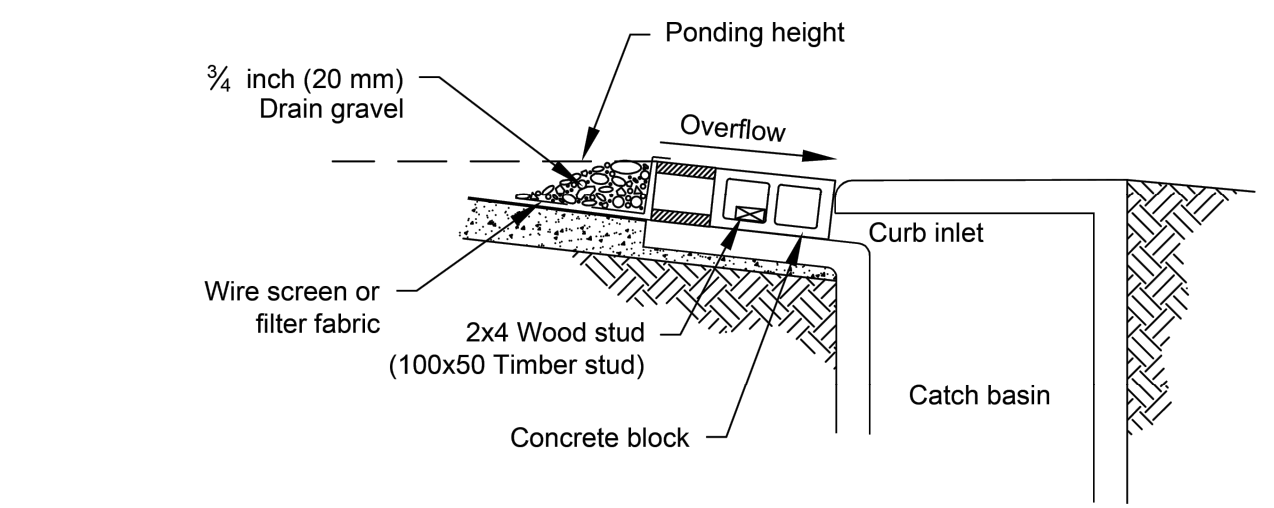 Ponding height
¾ inch (20 mm)
Drain gravel
Overflow
Curb inlet
Wire screen or
filter fabric
2x4 Wood stud
(100x50 Timber stud)
Catch basin
Concrete block